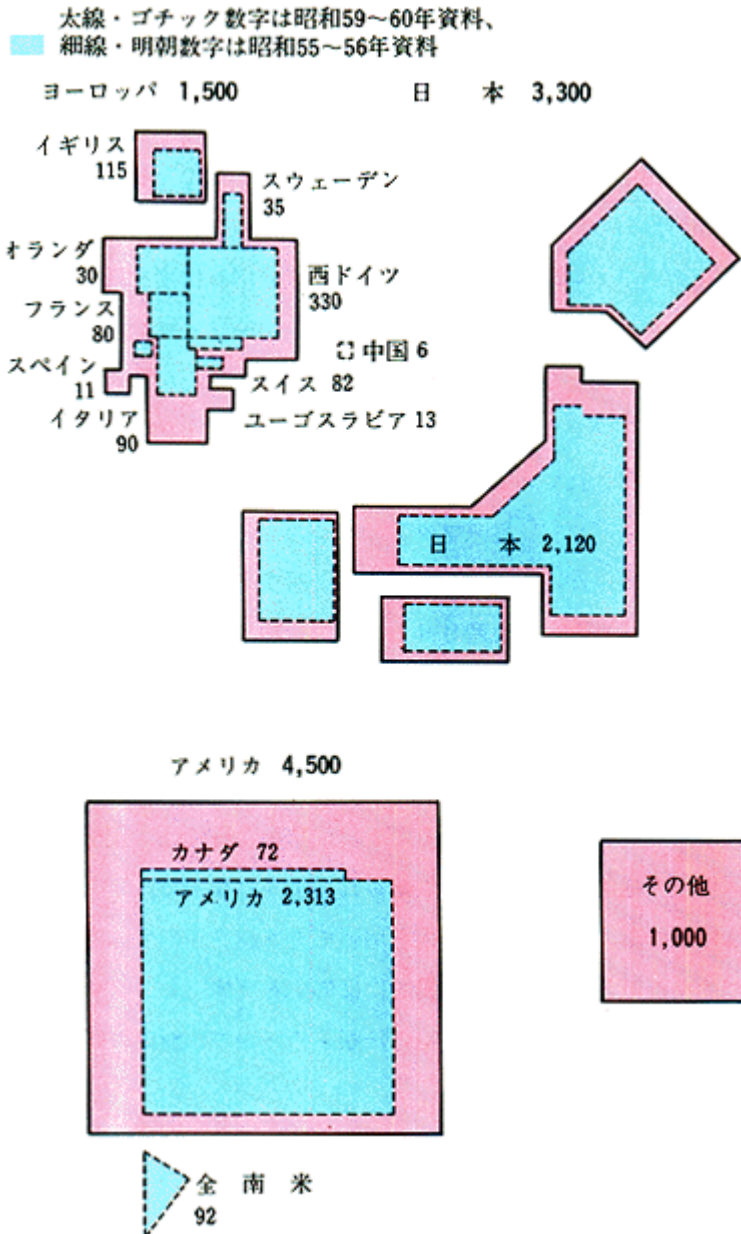 太線・ゴチック数字は昭和59～60年資料、
細線・明朝数字は昭和55～56年資料
ヨーロッパ 1,500
日本 3,300
イギリス
115
スウェーデン
35
オランダ
30
西ドイツ
330
フランス
80
中国 6
スペイン
11
スイス 82
イタリア
90
ユーゴスラビア 13
日本 2,120
アメリカ 4,500
カナダ 72
アメリカ 2,313
その他
1,000
全南米
92